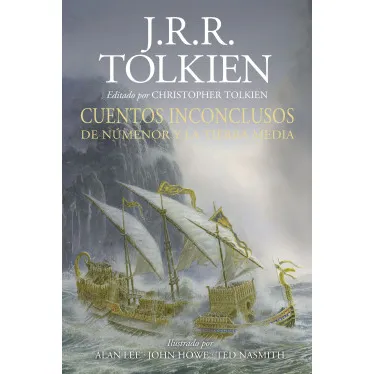 J.R.R.
TOLKIEN
Editado por CHRISTOPHER TOLKIEN
CUENTOS INCONCLUSOS
DE NÚMENOR Y LA TIERRA MEDIA
Ilustrado por
ALAN LEE · JOHN HOWE · TED NASMITH